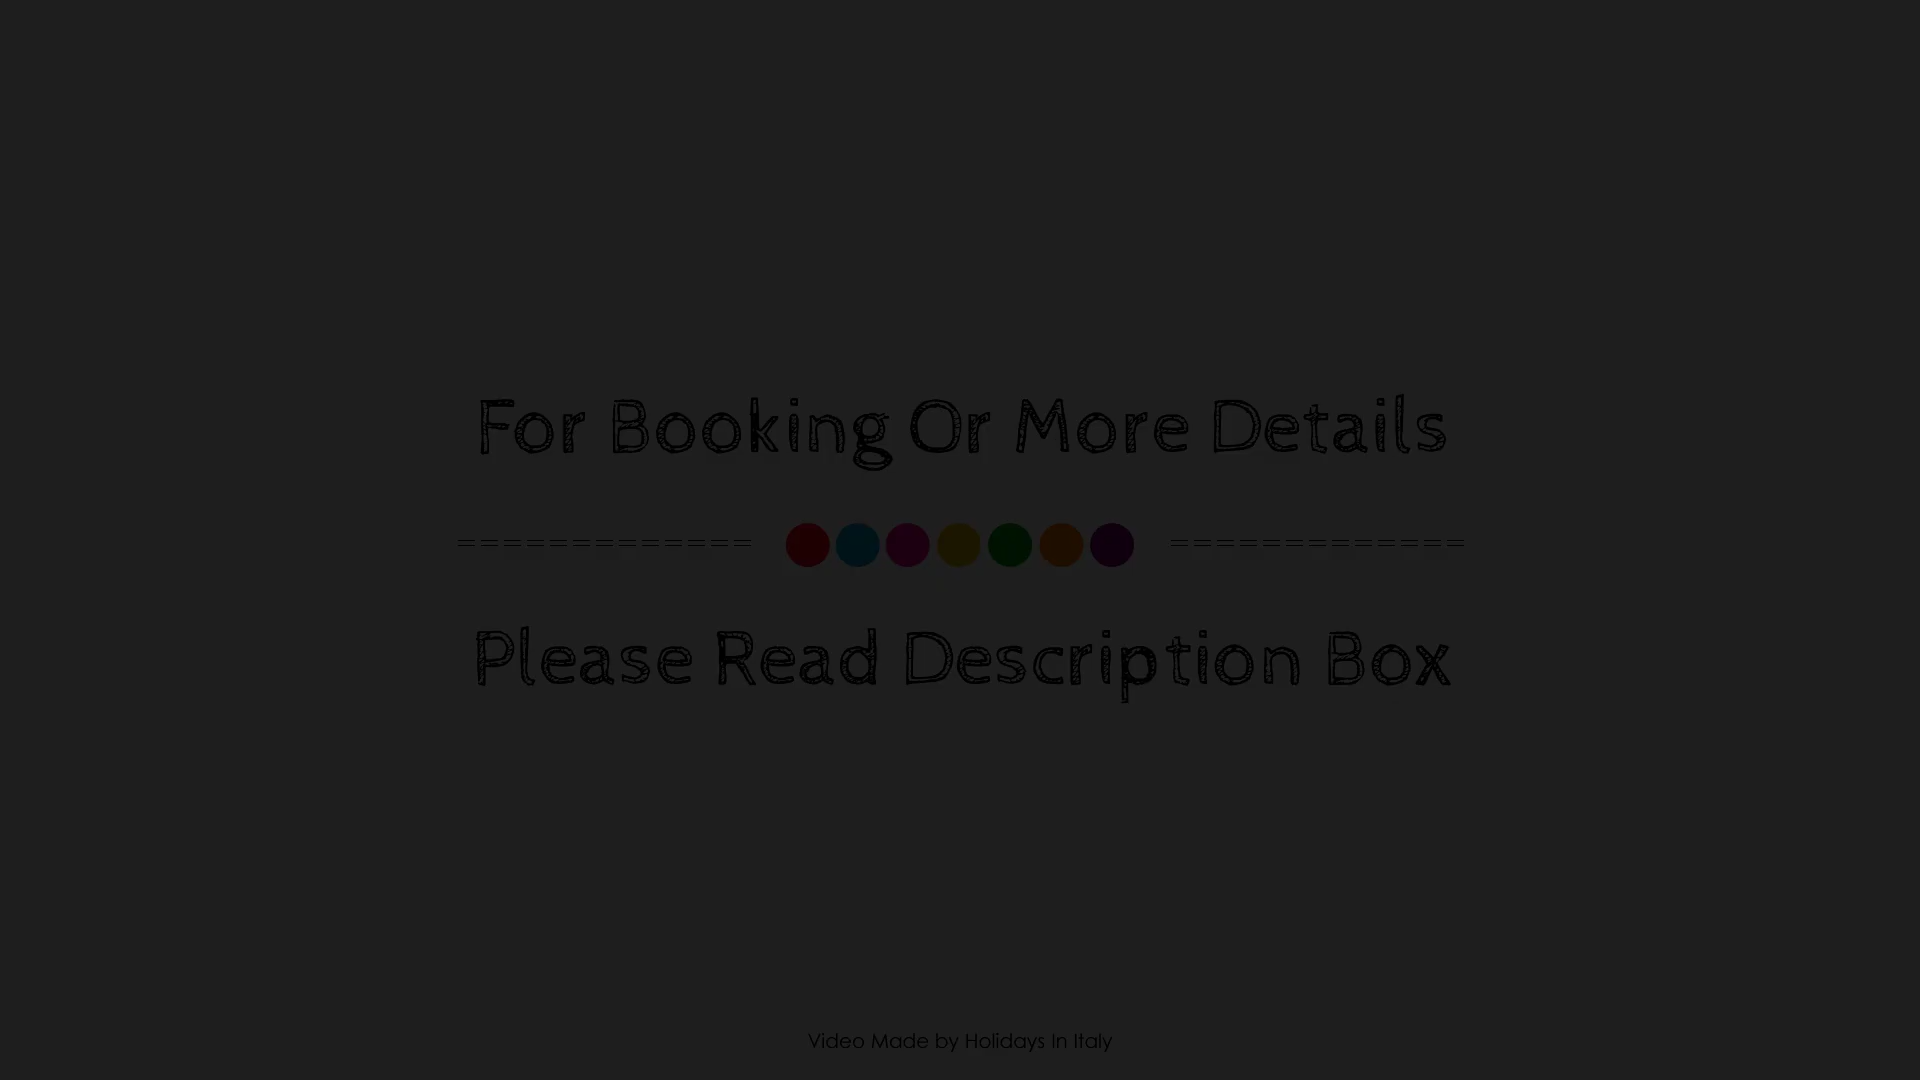 For Booking Or More Details
============= =============
Please Read Description Box
Video Made by Holidays In Italy